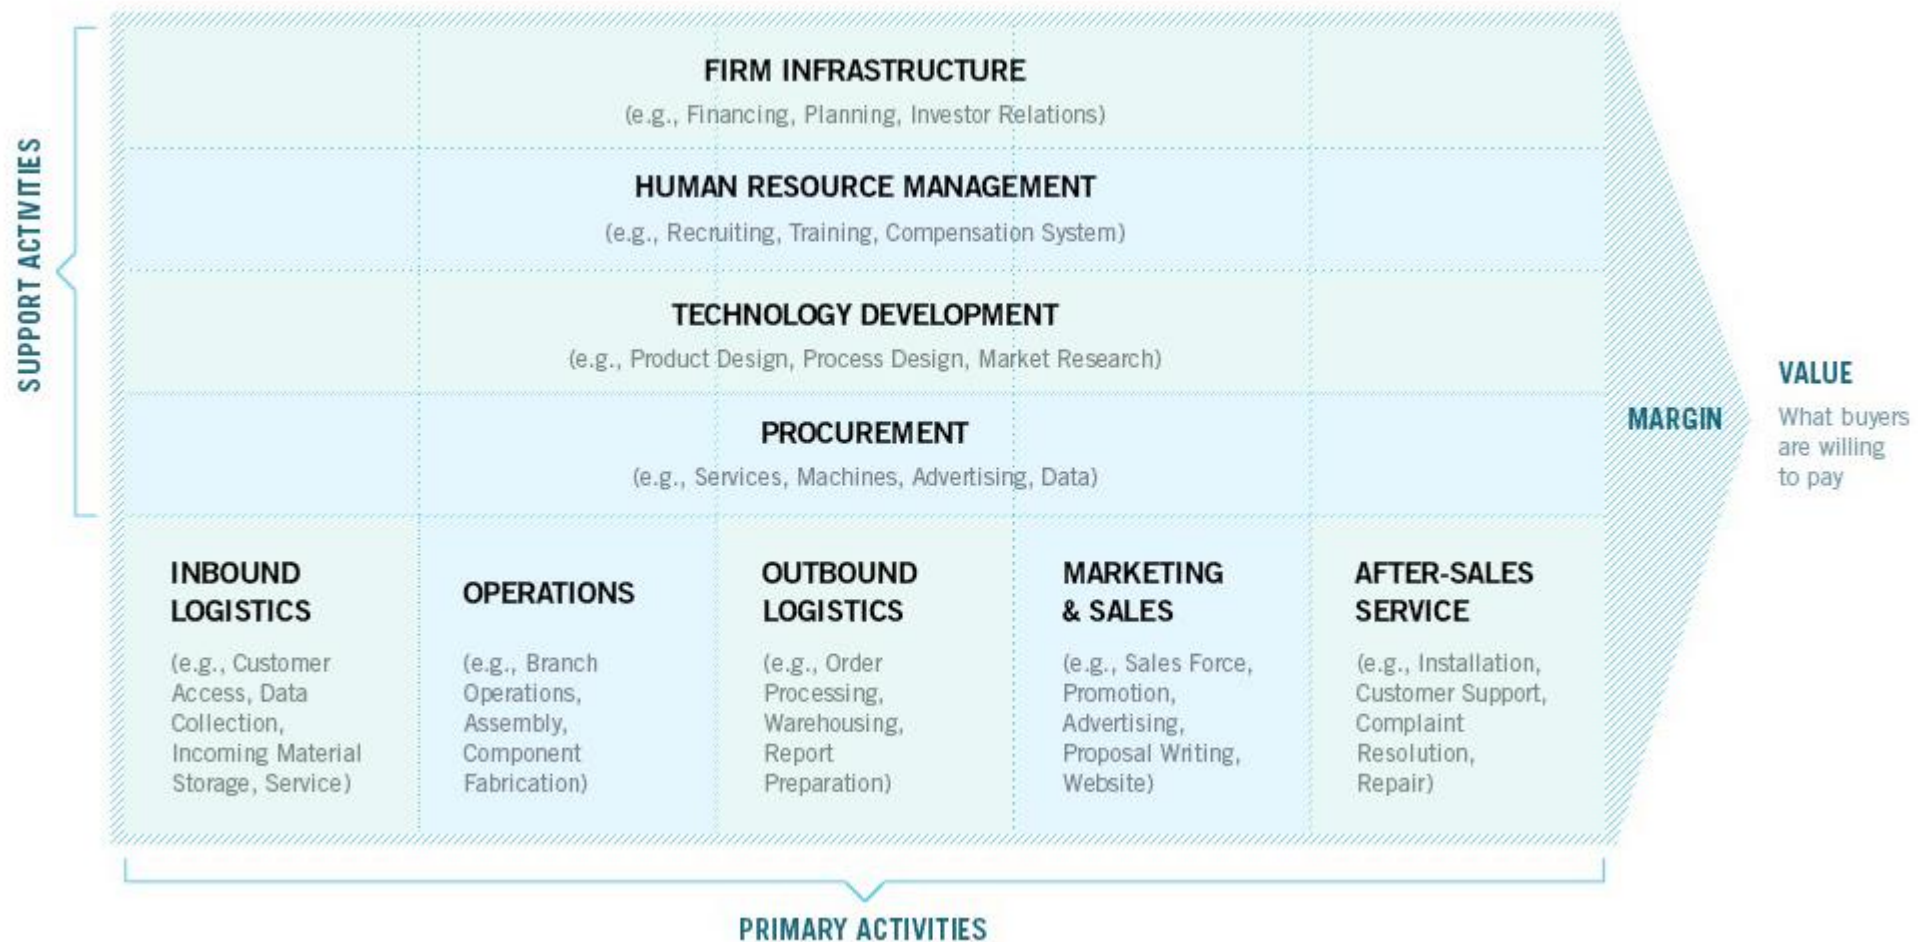 SUPPORT ACTIVITIES
FIRM INFRASTRUCTURE
(e.g., Financing, Planning, Investor Relations)
HUMAN RESOURCE MANAGEMENT
(e.g., Recruiting, Training, Compensation System)
TECHNOLOGY DEVELOPMENT
(e.g., Product Design, Process Design, Market Research)
PROCUREMENT
(e.g., Services, Machines, Advertising, Data)
INBOUND
LOGISTICS
(e.g., Customer
Access, Data
Collection,
Incoming Material
Storage, Service)
OPERATIONS
(e.g., Branch
Operations,
Assembly,
Component
Fabrication)
OUTBOUND
LOGISTICS
(e.g., Order
Processing,
Warehousing,
Report
Preparation)
MARKETING
& SALES
(e.g., Sales Force,
Promotion,
Advertising,
Proposal Writing,
Website)
AFTER-SALES
SERVICE
(e.g., Installation,
Customer Support,
Complaint
Resolution,
Repair)
MARGIN
VALUE
What buyers
are willing
to pay
PRIMARY ACTIVITIES